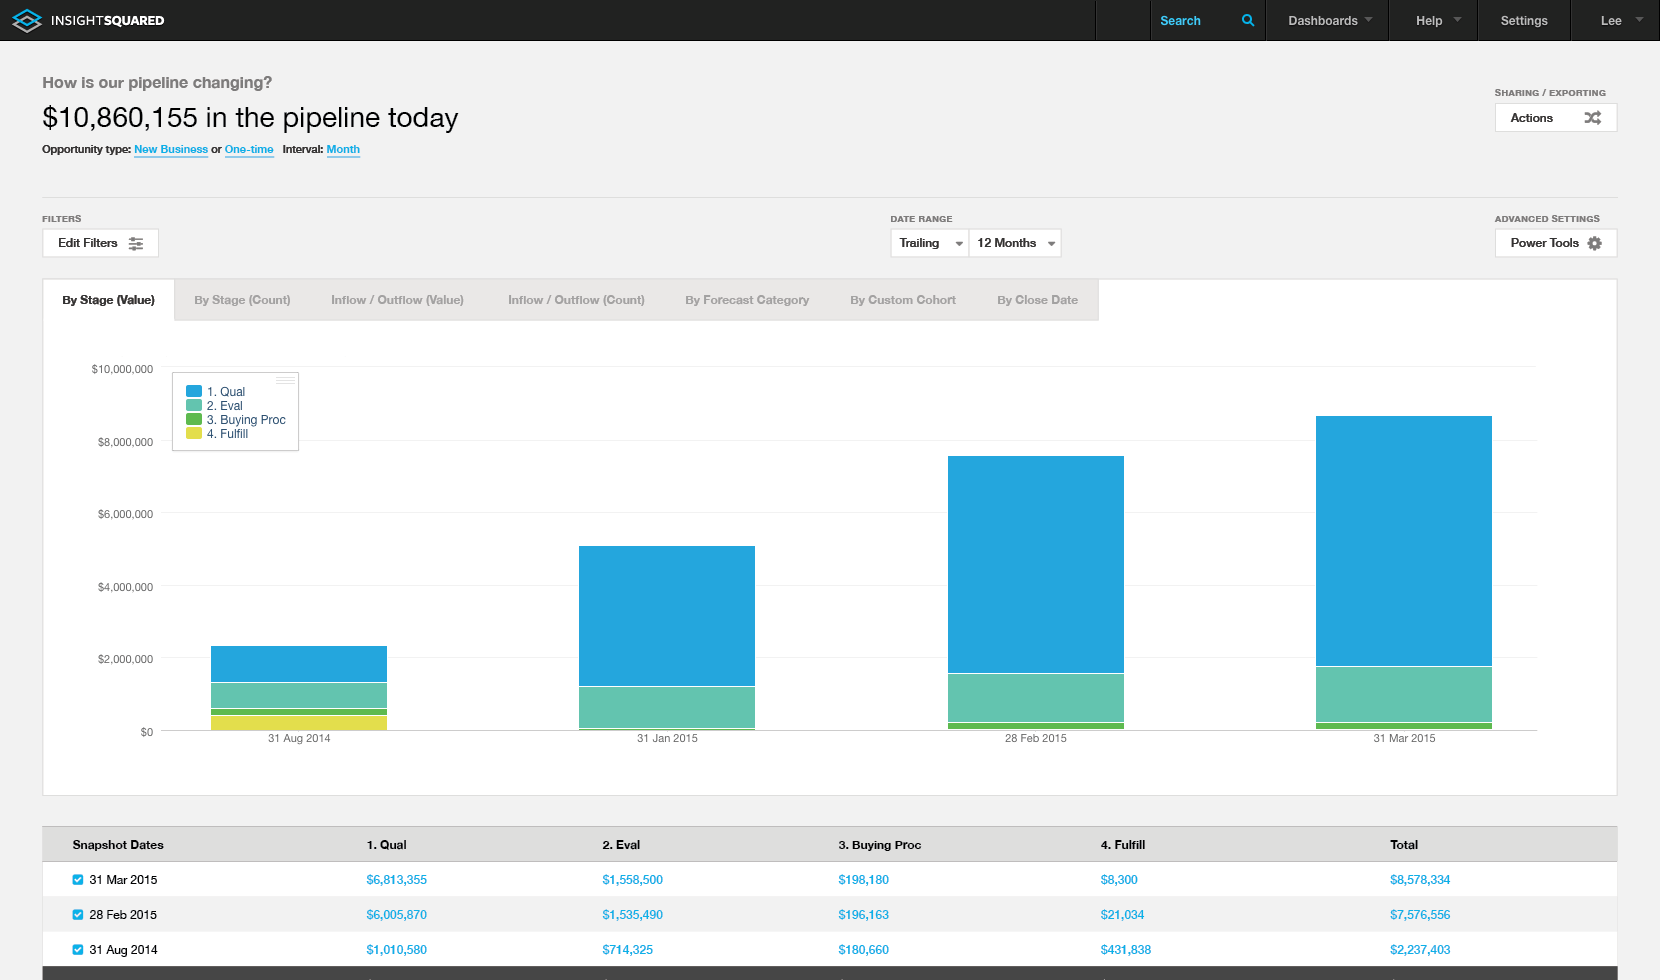 INSIGHTSQUARED
Search
Dashboards
Help
Settings
Lee
How is our pipeline changing?
$10,860,155 in the pipeline today
Opportunity type: New Business or One-time Interval: Month
SHARING / EXPORTING
Actions
FILTERS
Edit Filters
DATE RANGE
Trailing 12 Months
ADVANCED SETTINGS
Power Tools
By Stage (Value) By Stage (Count) Inflow / Outflow (Value) Inflow / Outflow (Count) By Forecast Category By Custom Cohort By Close Date
$10,000,000
$8,000,000
$6,000,000
$4,000,000
$2,000,000
$0
1. Qual
2. Eval
3. Buying Proc
4. Fulfill
31 Aug 2014 31 Jan 2015 28 Feb 2015 31 Mar 2015
Snapshot Dates 1. Qual 2. Eval 3. Buying Proc 4. Fulfill Total
31 Mar 2015 $6,813,355 $1,558,500 $198,180 $8,300 $8,578,334
28 Feb 2015 $6,005,870 $1,535,490 $196,163 $21,034 $7,576,556
31 Aug 2014 $1,010,580 $714,325 $180,660 $431,838 $2,237,403